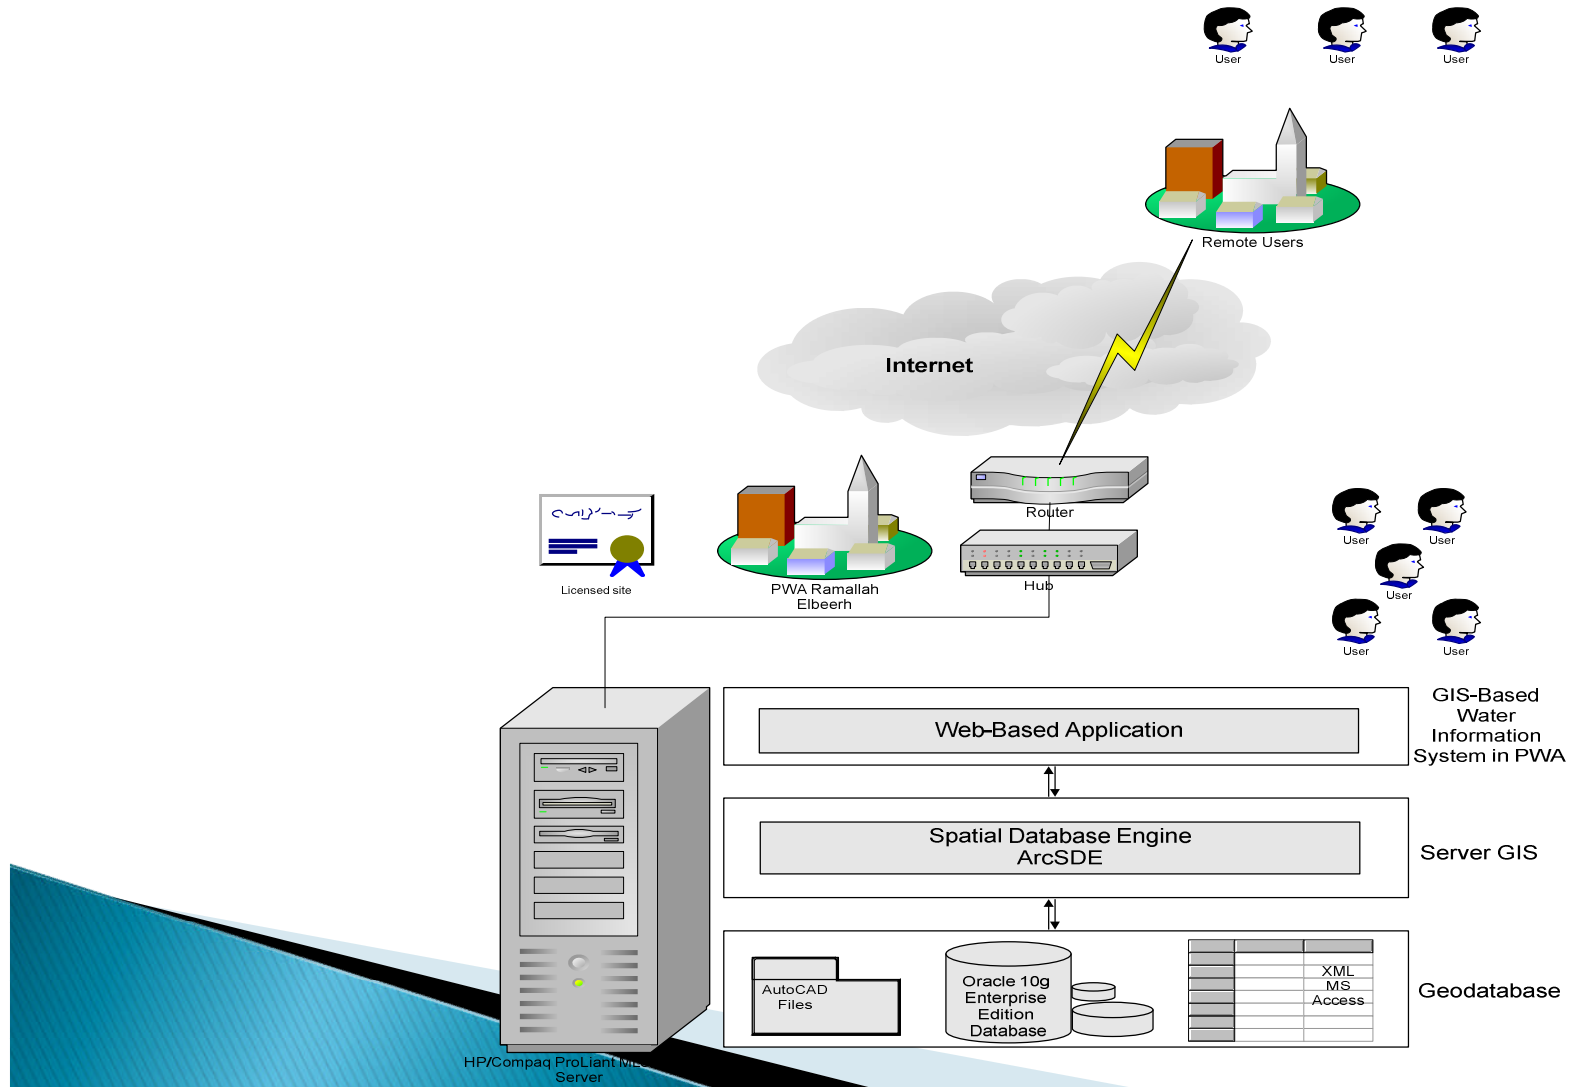 User
User
User
Remote Users
Internet
Router
Hub
Licensed site
PWA Ramallah
Elbeerh
User
User
User
User
User
Web-Based Application
GIS-Based
Water
Information
System in PWA
Spatial Database Engine
ArcSDE
Server GIS
AutoCAD
Files
Oracle 10g
Enterprise
Edition
Database
XML
MS
Access
Geodatabase
HP/Compaq ProLiant
Server